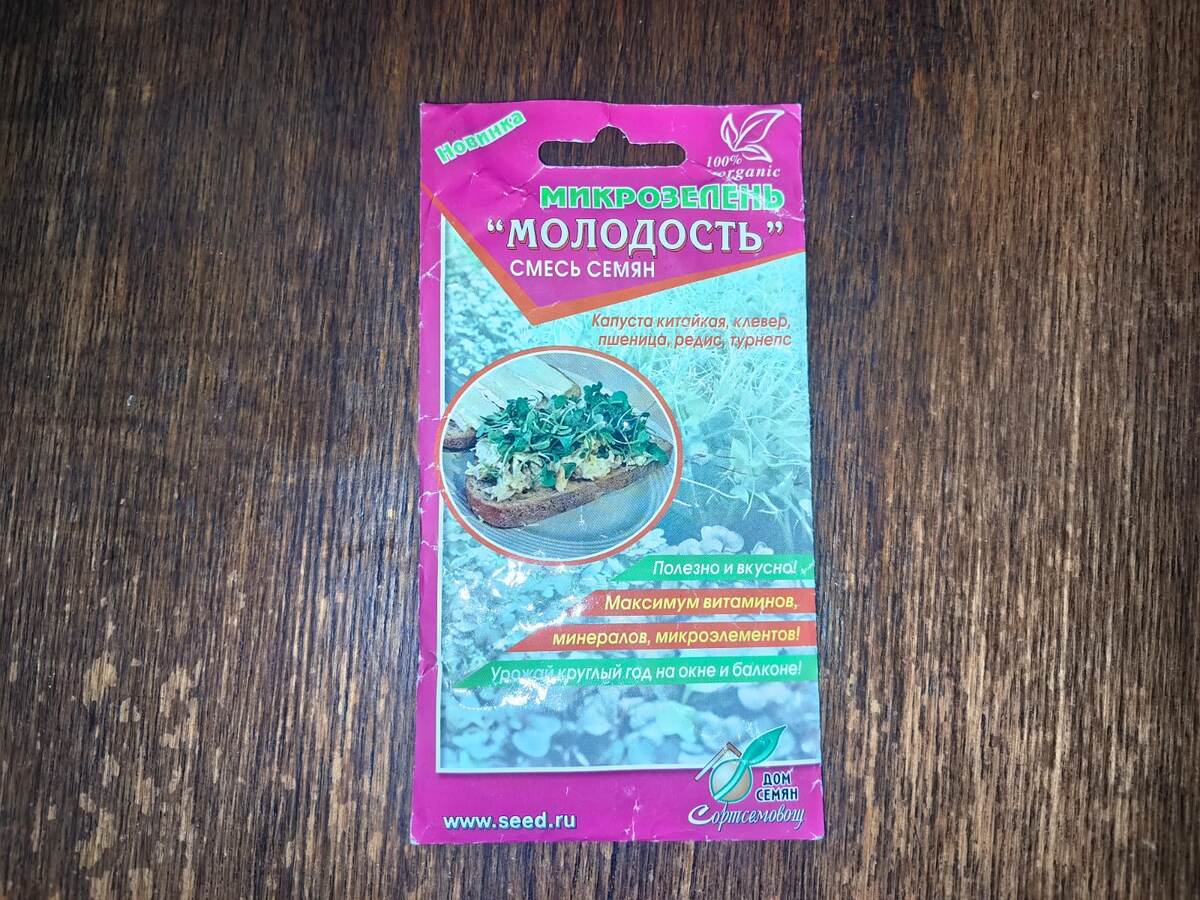 Новинка
100%
organic
МИКРОЗЕЛЕНЬ
“МОЛОДОСТЬ”
СМЕСЬ СЕМЯН
Капуста китайкая, клевер,
пшеница, редис, турнепс
Полезно и вкусно!
Максимум витаминов,
минералов, микроэлементов!
Урожай круглый год на окне и балконе!
ДОМ
СЕМЯН
Сортсемовощ
www.seed.ru